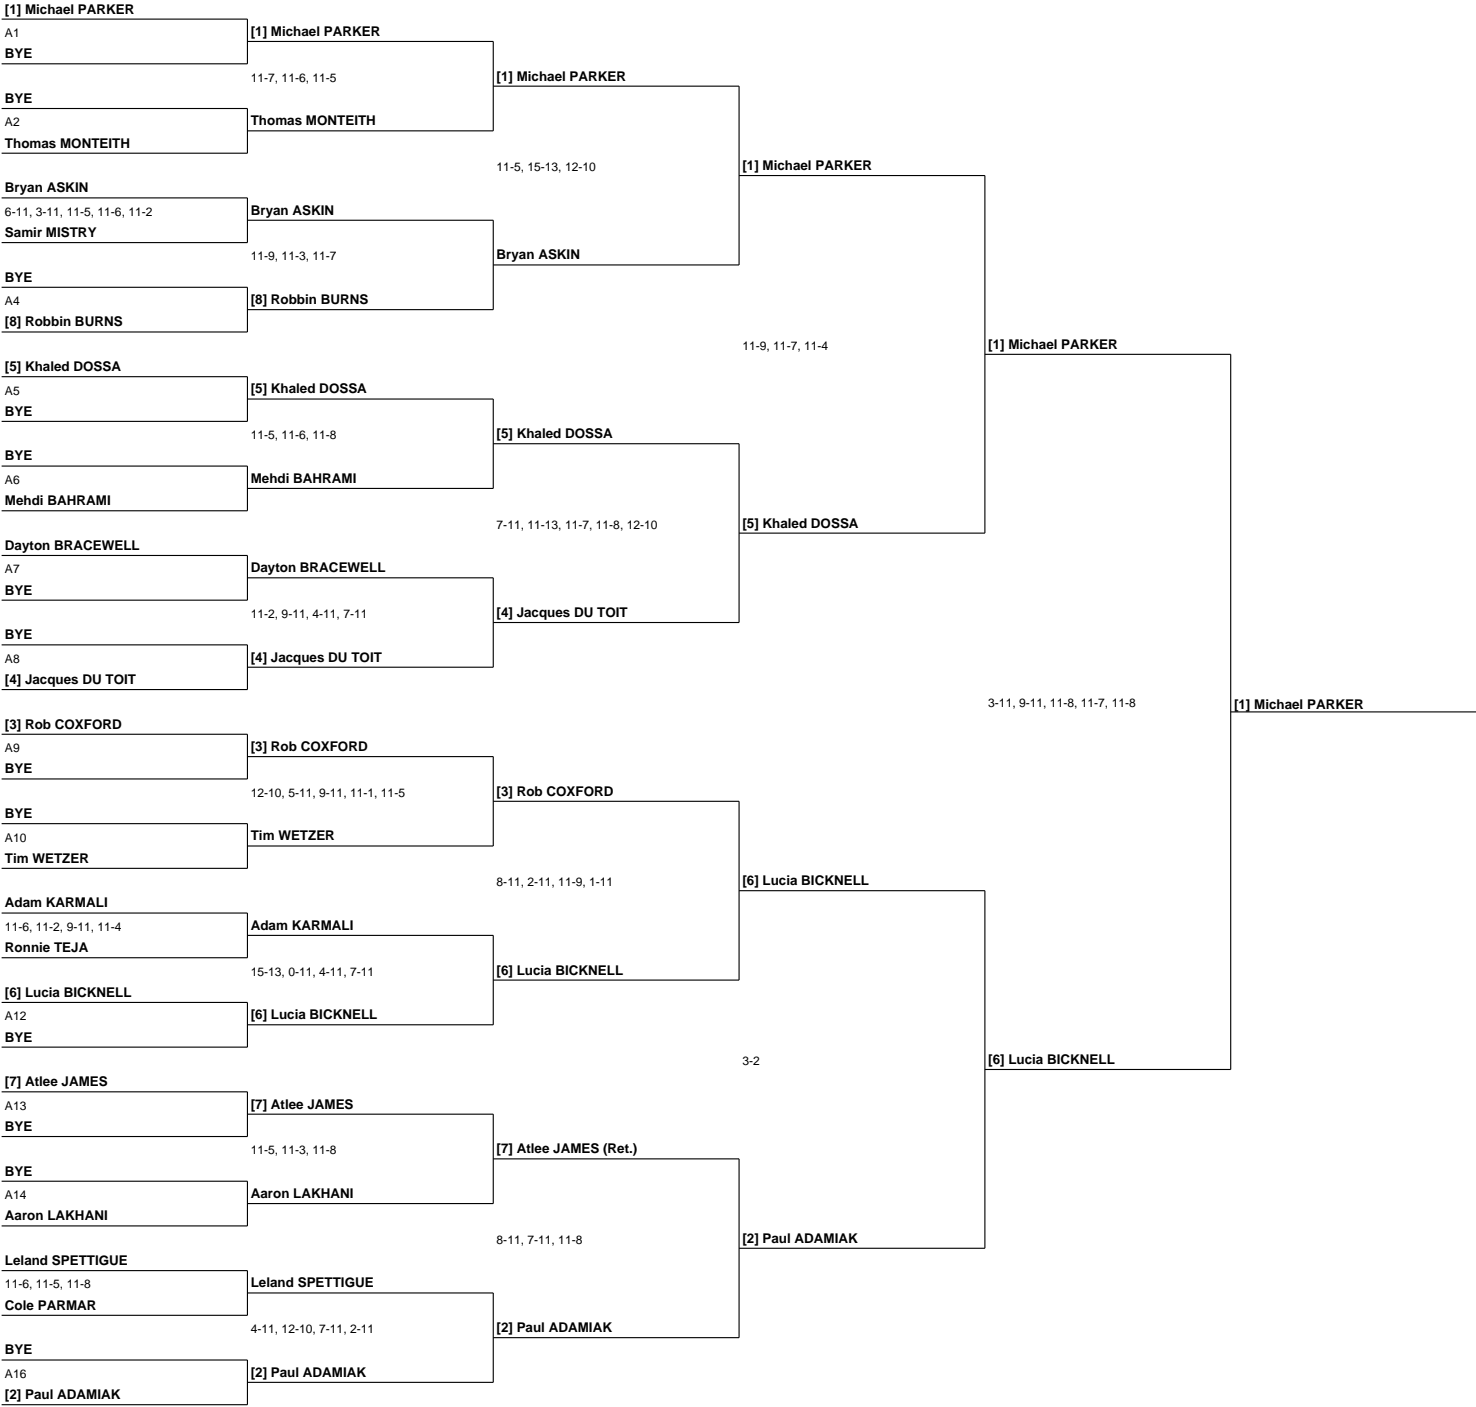 [1] Michael PARKER
A1
BYE
BYE
A2
Thomas MONTEITH
Bryan ASKIN
6-11, 3-11, 11-5, 11-6, 11-2
Samir MISTRY
BYE
A4
[8] Robbin BURNS
[5] Khaled DOSSA
A5
BYE
BYE
A6
Mehdi BAHRAMI
Dayton BRACEWELL
A7
BYE
BYE
A8
[4] Jacques DU TOIT
[3] Rob COXFORD
A9
BYE
BYE
A10
Tim WETZER
Adam KARMALI
11-6, 11-2, 9-11, 11-4
Ronnie TEJA
[6] Lucia BICKNELL
A12
BYE
[7] Atlee JAMES
A13
BYE
BYE
A14
Aaron LAKHANI
Leland SPETTIGUE
11-6, 11-5, 11-8
Cole PARMAR
BYE
A16
[2] Paul ADAMIAK
[1] Michael PARKER
11-7, 11-6, 11-5
Thomas MONTEITH
Bryan ASKIN
11-9, 11-3, 11-7
[8] Robbin BURNS
[5] Khaled DOSSA
11-5, 11-6, 11-8
Mehdi BAHRAMI
Dayton BRACEWELL
11-2, 9-11, 4-11, 7-11
[4] Jacques DU TOIT
[3] Rob COXFORD
12-10, 5-11, 9-11, 11-1, 11-5
Tim WETZER
Adam KARMALI
15-13, 0-11, 4-11, 7-11
[6] Lucia BICKNELL
[7] Atlee JAMES
11-5, 11-3, 11-8
Aaron LAKHANI
Leland SPETTIGUE
4-11, 12-10, 7-11, 2-11
[2] Paul ADAMIAK
[1] Michael PARKER
11-5, 15-13, 12-10
Bryan ASKIN
[5] Khaled DOSSA
7-11, 11-13, 11-7, 11-8, 12-10
[4] Jacques DU TOIT
[3] Rob COXFORD
8-11, 2-11, 11-9, 1-11
[6] Lucia BICKNELL
[7] Atlee JAMES (Ret.)
8-11, 7-11, 11-8
[2] Paul ADAMIAK
[1] Michael PARKER
11-9, 11-7, 11-4
[5] Khaled DOSSA
[6] Lucia BICKNELL
3-2
[2] Paul ADAMIAK
[1] Michael PARKER
3-11, 9-11, 11-8, 11-7, 11-8
[6] Lucia BICKNELL
[1] Michael PARKER